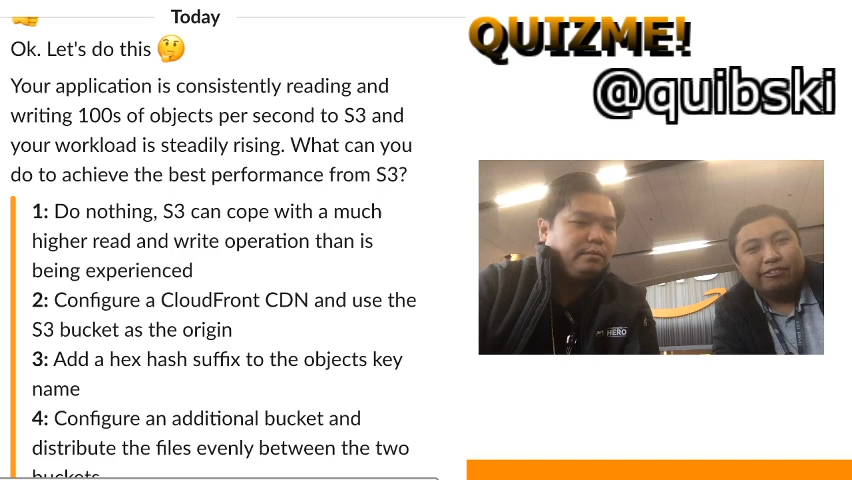 Today
Ok. Let's do this
Your application is consistently reading and
writing 100s of objects per second to S3 and
your workload is steadily rising. What can you
do to achieve the best performance from S3?
1: Do nothing, S3 can cope with a much
higher read and write operation than is
being experienced
2: Configure a CloudFront CDN and use the
S3 bucket as the origin
3: Add a hex hash suffix to the objects key
name
4: Configure an additional bucket and
distribute the files evenly between the two
buckets
QUIZME!
@quibski
HERO